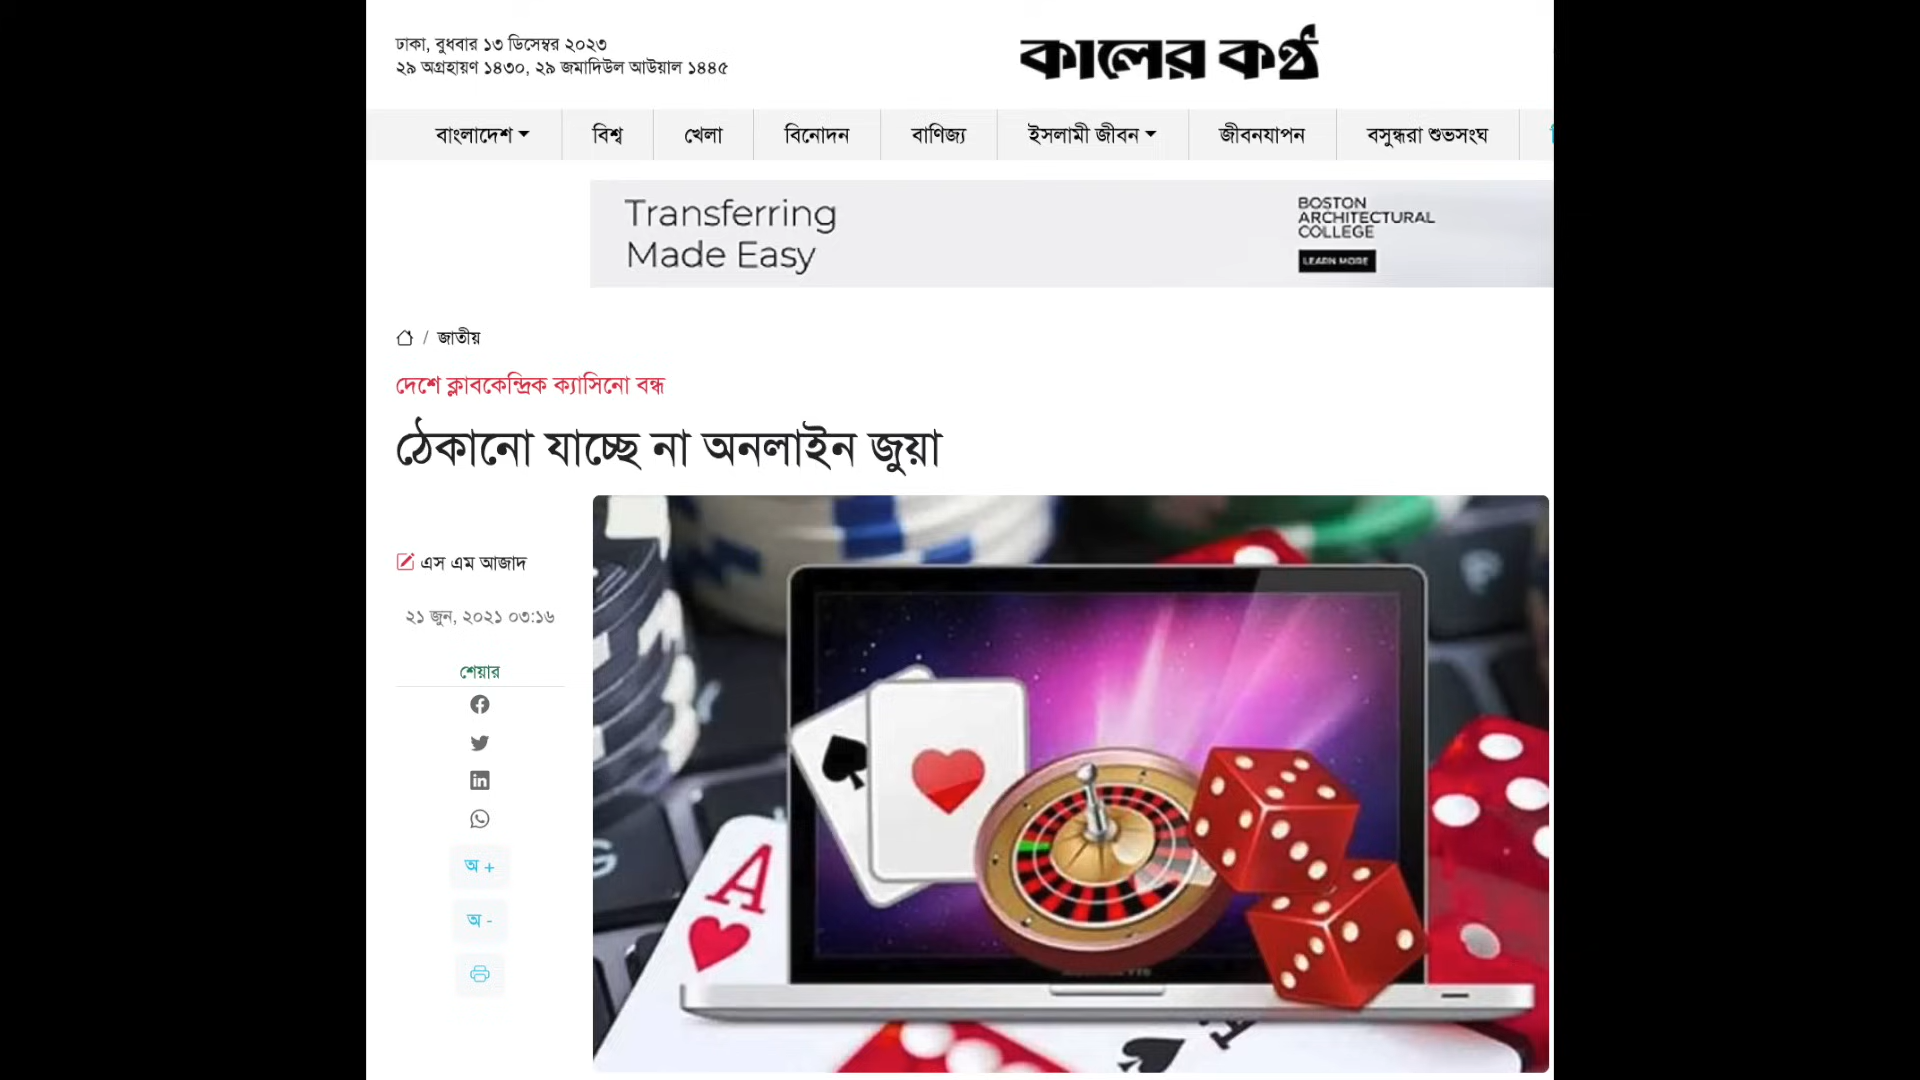 ঢাকা, বুধবার ১৩ ডিসেম্বর ২০২৩
২৯ অগ্রহায়ণ ১৪৩০, ২৯ জমাদিউল আউয়াল ১৪৪৫
কালের কণ্ঠ
বাংলাদেশ বিশ্ব খেলা বিনোদন বাণিজ্য ইসলামী জীবন জীবনযাপন বসুন্ধরা শুভসংঘ
Transferring
Made Easy
BOSTON
ARCHITECTURAL
COLLEGE
LEARN MORE
/ জাতীয়
দেশে ক্লাবকেন্দ্রিক ক্যাসিনো বন্ধ
ঠেকানো যাচ্ছে না অনলাইন জুয়া
এস এম আজাদ
২১ জুন, ২০২১ ০৩:১৬
শেয়ার
অ +
অ -
A
G